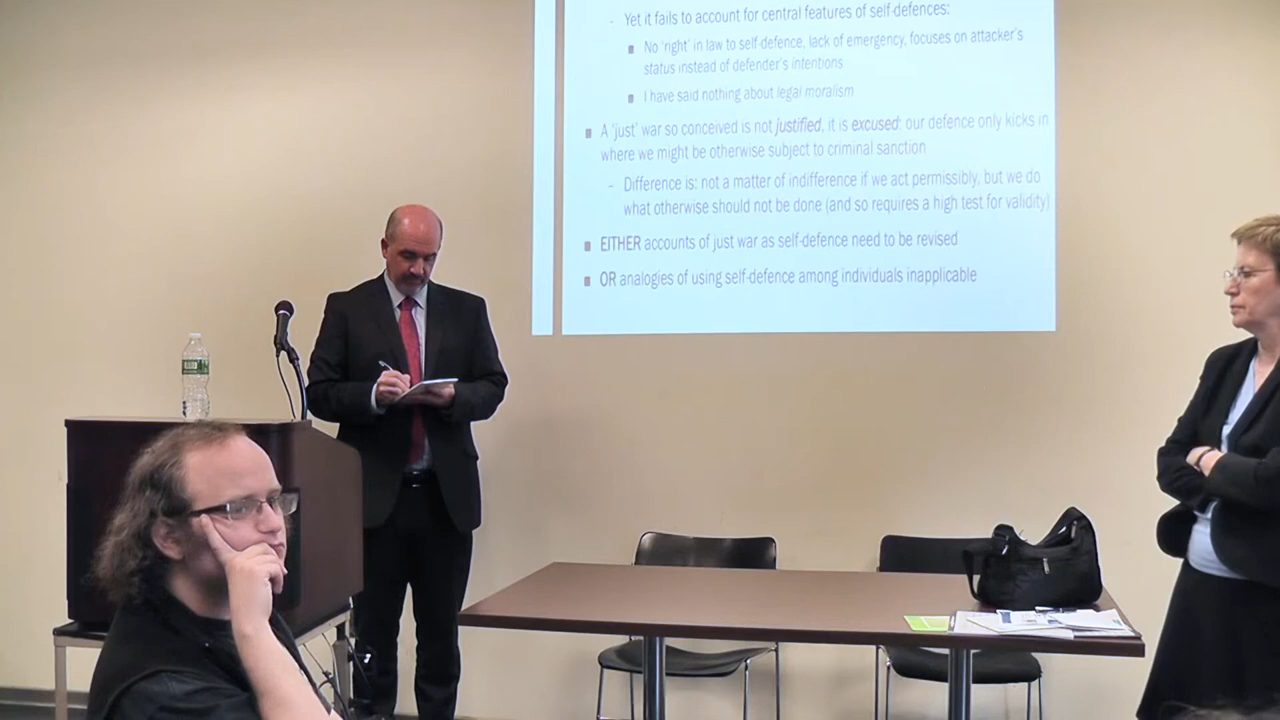 - Yet it fails to account for central features of self-defences:
■ No 'right' in law to self-defence, lack of emergency, focuses on attacker's
status instead of defender's intentions
■ I have said nothing about legal moralism
■ A 'just' war so conceived is not justified, it is excused: our defence only kicks in
where we might be otherwise subject to criminal sanction
- Difference is: not a matter of indifference if we act permissibly, but we do
what otherwise should not be done (and so requires a high test for validity)
■ EITHER accounts of just war as self-defence need to be revised
■ OR analogies of using self-defence among individuals inapplicable